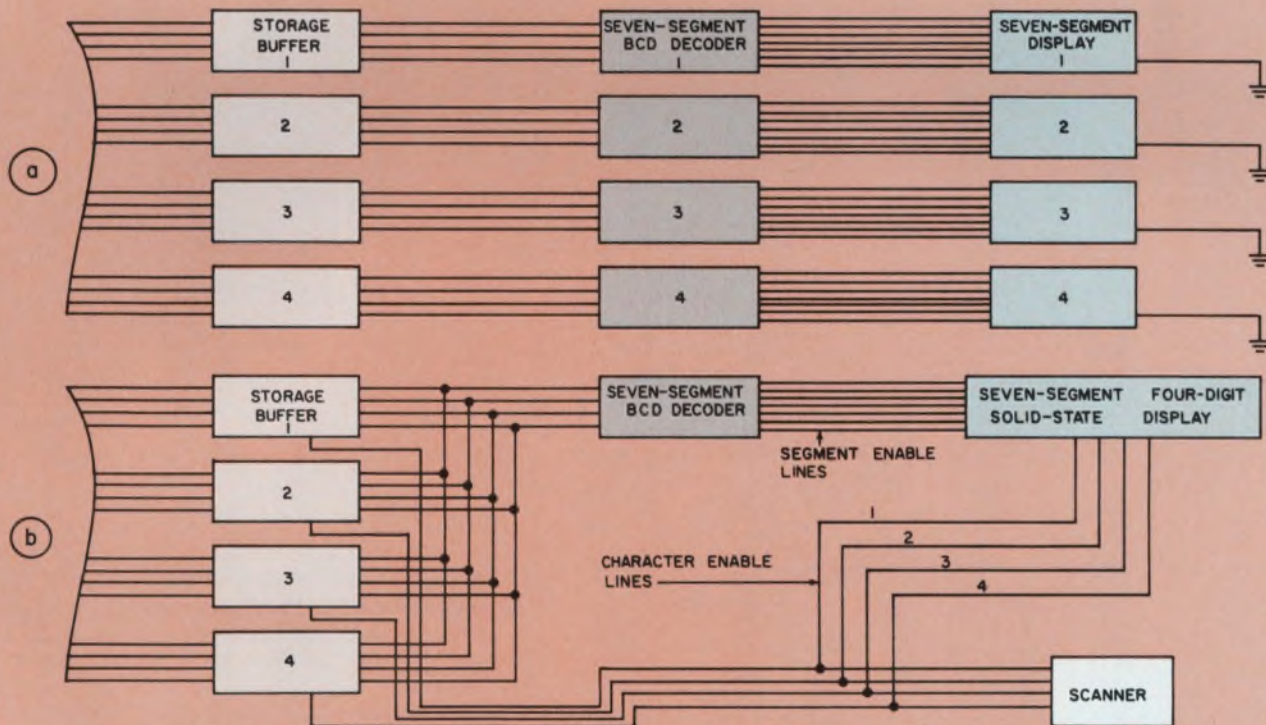 a
STORAGE
BUFFER
1
SEVEN-SEGMENT
BCD DECODER
1
SEVEN-SEGMENT
DISPLAY
1
2
2
2
3
3
3
4
4
4
b
STORAGE
BUFFER
1
SEVEN-SEGMENT
BCD DECODER
SEVEN-SEGMENT FOUR-DIGIT
SOLID-STATE DISPLAY
SEGMENT ENABLE
LINES
2
3
4
CHARACTER ENABLE
LINES
1
2
3
4
SCANNER